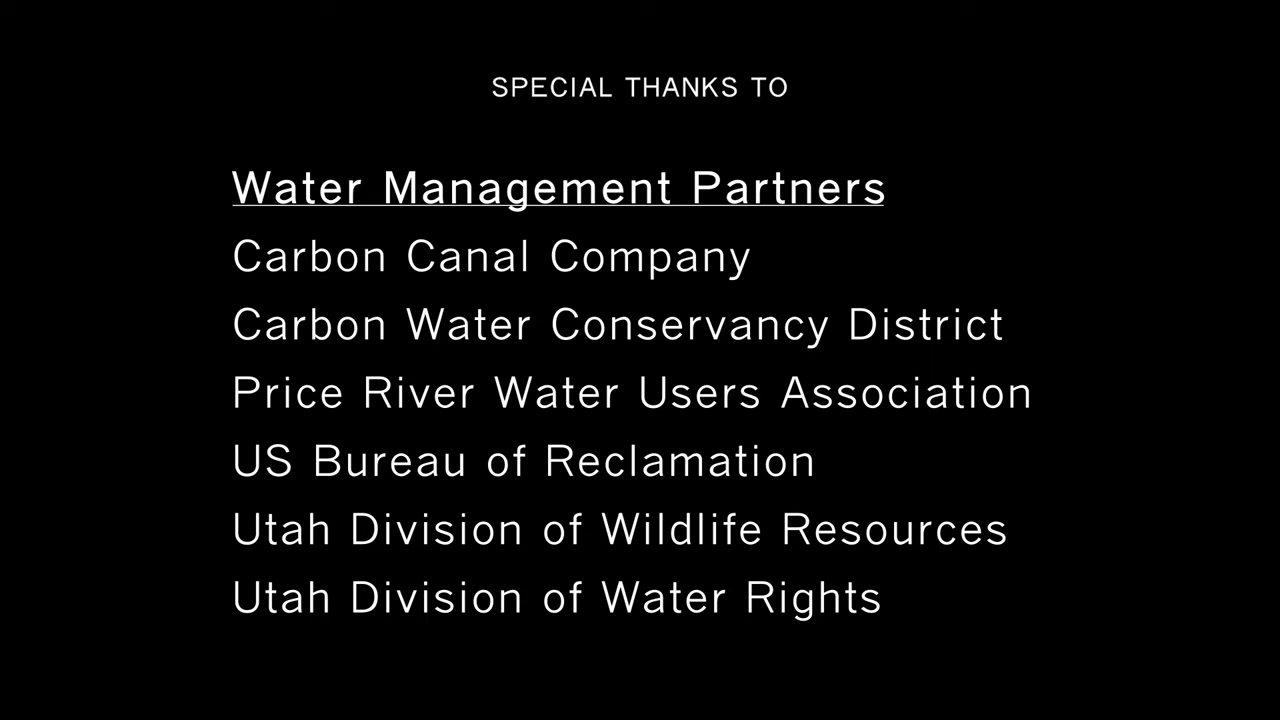 SPECIAL THANKS TO
Water Management Partners
Carbon Canal Company
Carbon Water Conservancy District
Price River Water Users Association
US Bureau of Reclamation
Utah Division of Wildlife Resources
Utah Division of Water Rights